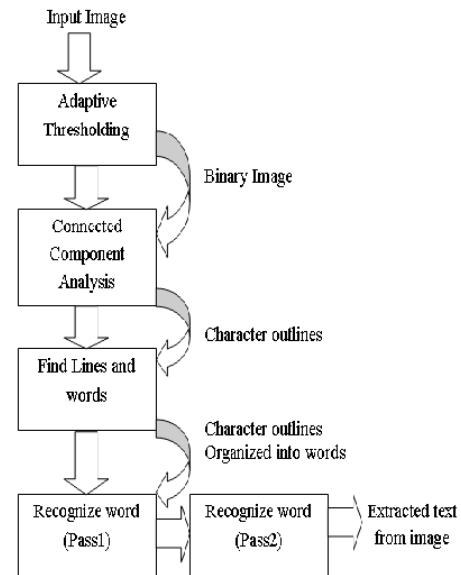 Input Image
Adaptive
Thresholding
Binary Image
Connected
Component
Analysis
Character outlines
Find Lines and
words
Character outlines
Organized into words
Recognize word
(Pass1)
Recognize word
(Pass2)
Extracted text
from image